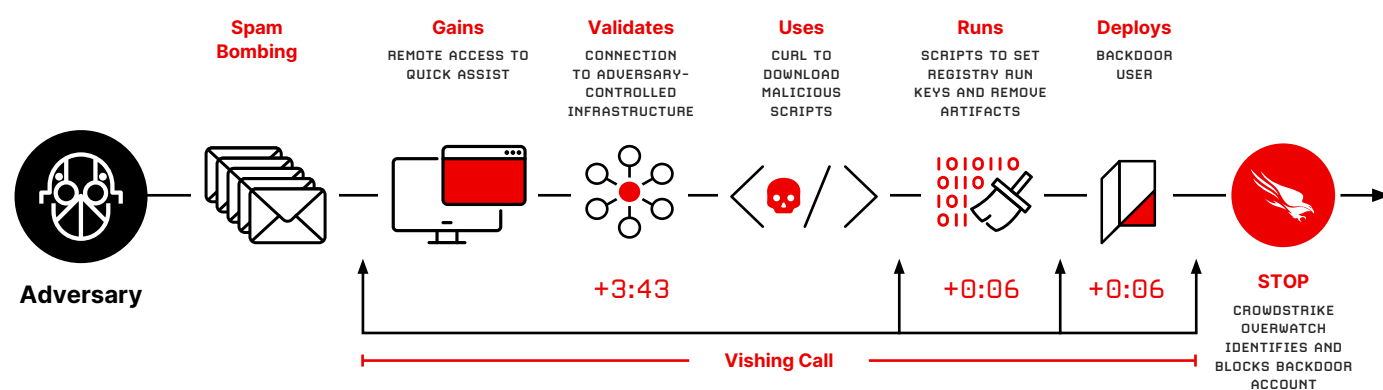 Spam
Bombing
Gains
REMOTE ACCESS TO
QUICK ASSIST
Validates
CONNECTION
TO ADVERSARY-
CONTROLLED
INFRASTRUCTURE
Uses
CURL TO
DOWNLOAD
MALICIOUS
SCRIPTS
Runs
SCRIPTS TO SET
REGISTRY RUN
KEYS AND REMOVE
ARTIFACTS
Deploys
BACKDOOR
USER
1010110
0110
101
011
Adversary
+3:43
+0:06
+0:06
Vishing Call
STOP
CROWDSTRIKE
OVERWATCH
IDENTIFIES AND
BLOCKS BACKDOOR
ACCOUNT